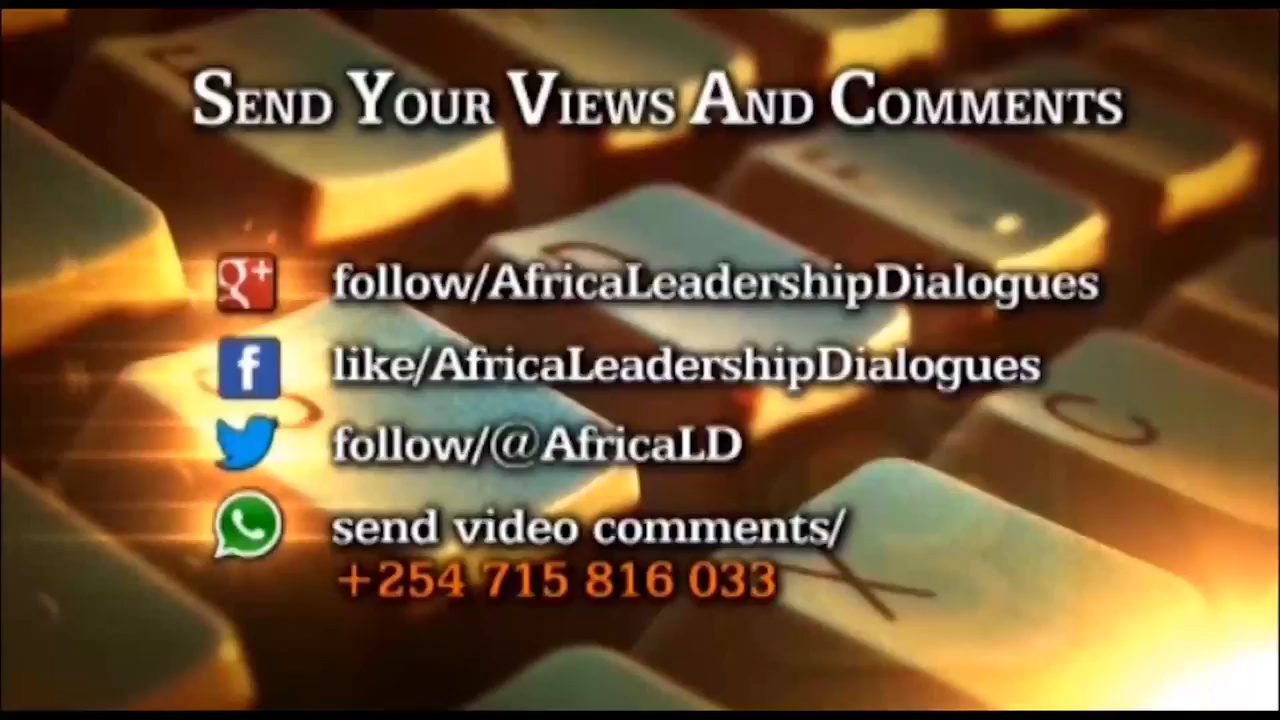 SEND YOUR VIEWS AND COMMENTS
g+ follow/AfricaLeadershipDialogues
f like/AfricaLeadershipDialogues
follow/@AfricaLD
send video comments/
+254 715 816 033
C
X